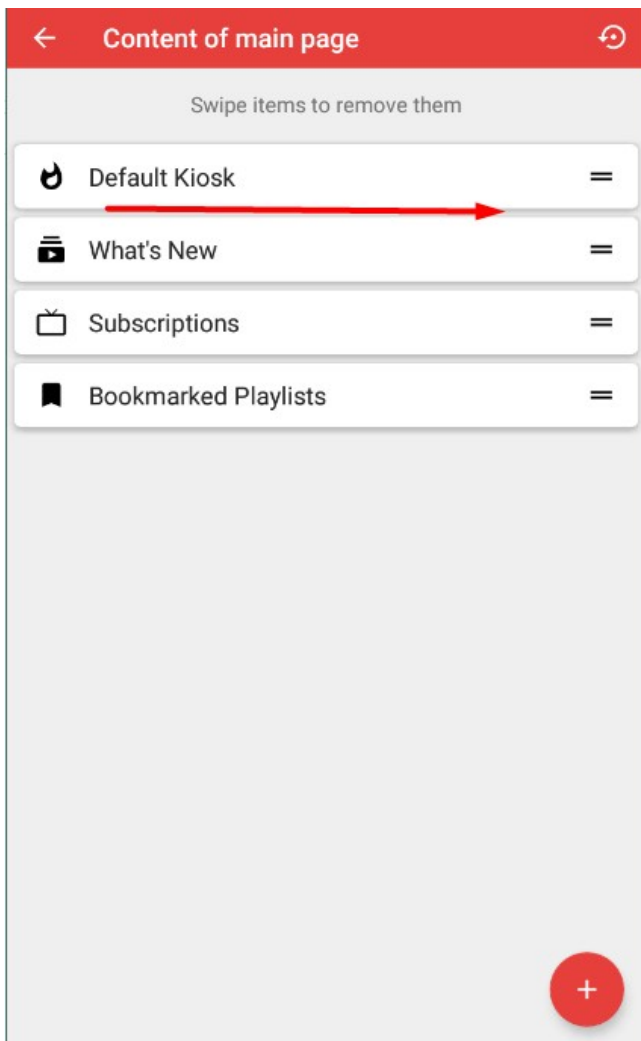 Content of main page
Swipe items to remove them
Default Kiosk
What's New
Subscriptions
Bookmarked Playlists